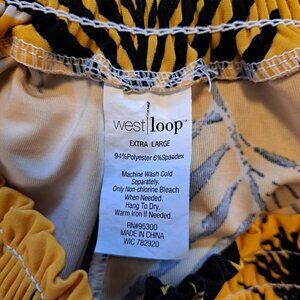 west loop™
EXTRA LARGE
94%Polyester 6%Spandex
Machine Wash Cold
Separately.
Only Non-chlorine Bleach
When Needed.
Hang To Dry.
Warm Iron If Needed.
RN#95300
MADE IN CHINA
WIC 782920